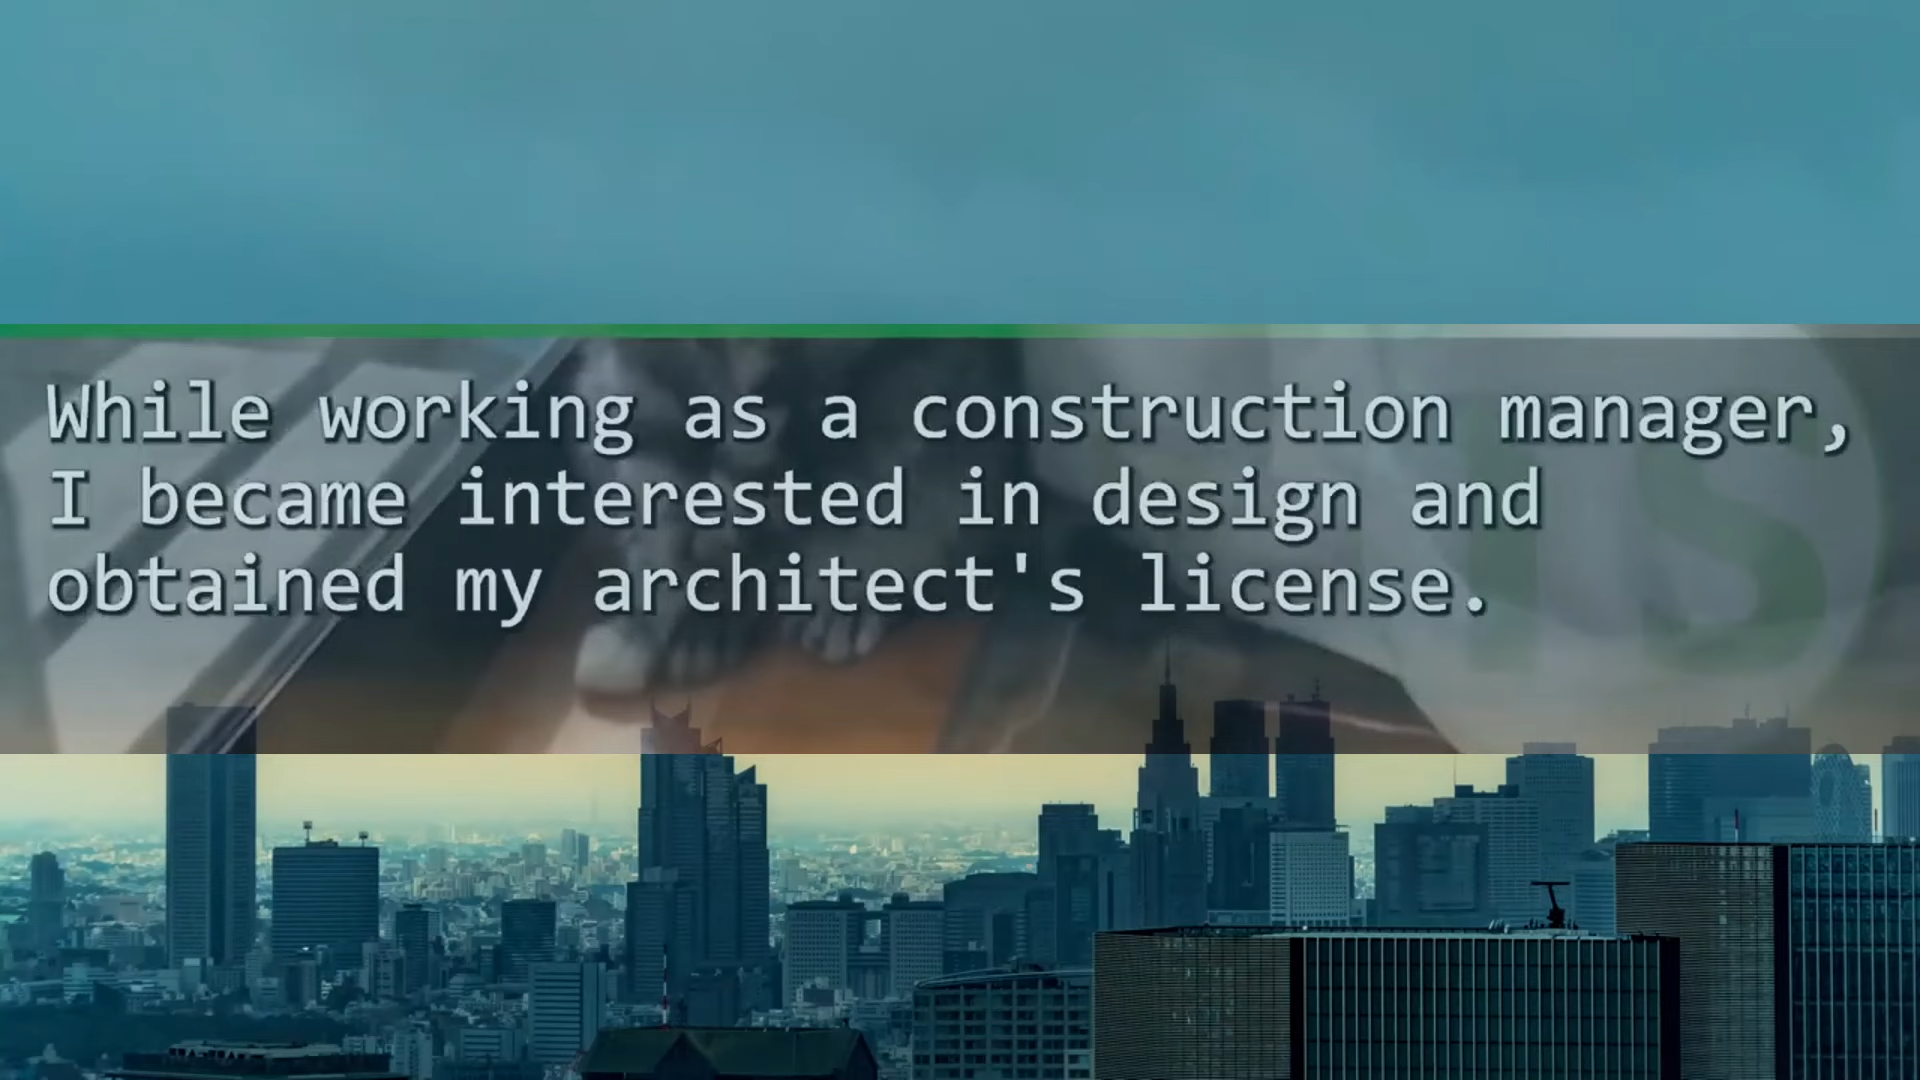 While working as a construction manager,
I became interested in design and
obtained my architect's license.